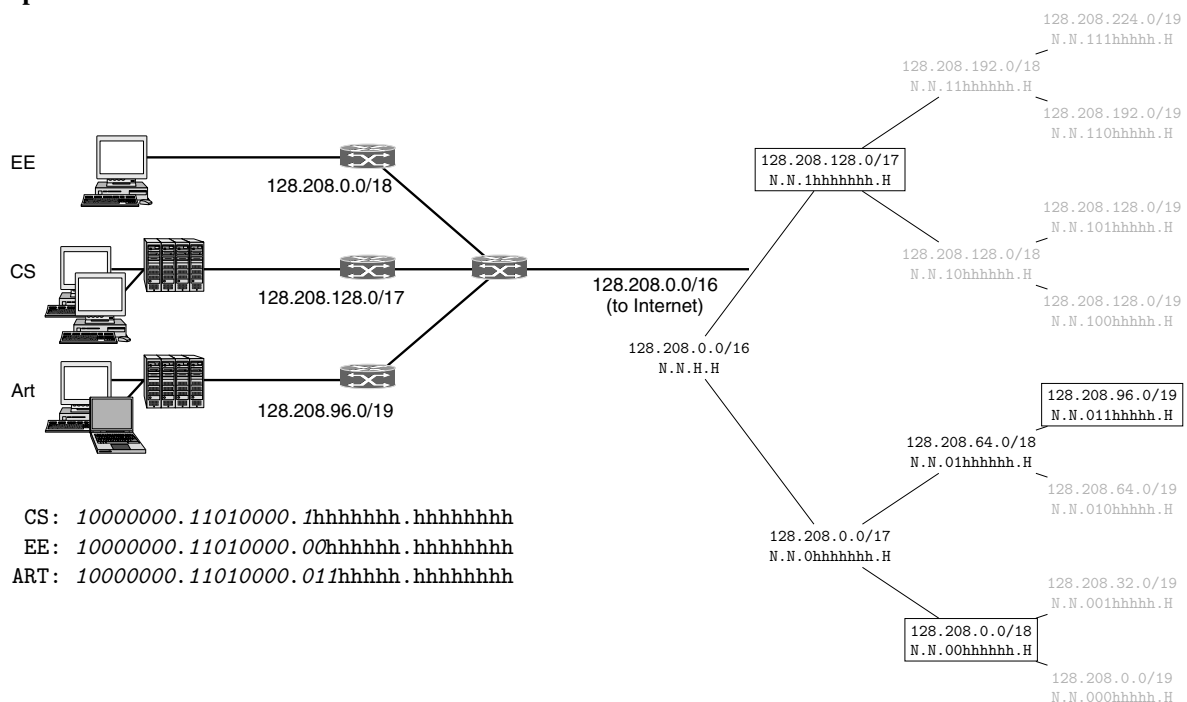 EE
128.208.0.0/18
CS
128.208.128.0/17
128.208.0.0/16
(to Internet)
Art
128.208.96.0/19
CS: 10000000.11010000.1hhhhhhh.hhhhhhhh
EE: 10000000.11010000.00hhhhhh.hhhhhhhh
ART: 10000000.11010000.011hhhhh.hhhhhhhh
128.208.0.0/16
N.N.H.H
128.208.128.0/17
N.N.1hhhhhhh.H
128.208.0.0/17
N.N.0hhhhhhh.H
128.208.192.0/18
N.N.11hhhhhh.H
128.208.128.0/18
N.N.10hhhhhh.H
128.208.64.0/18
N.N.01hhhhhh.H
128.208.0.0/18
N.N.00hhhhhh.H
128.208.224.0/19
N.N.111hhhhh.H
128.208.192.0/19
N.N.110hhhhh.H
128.208.128.0/19
N.N.101hhhhh.H
128.208.128.0/19
N.N.100hhhhh.H
128.208.96.0/19
N.N.011hhhhh.H
128.208.64.0/19
N.N.010hhhhh.H
128.208.32.0/19
N.N.001hhhhh.H
128.208.0.0/19
N.N.000hhhhh.H